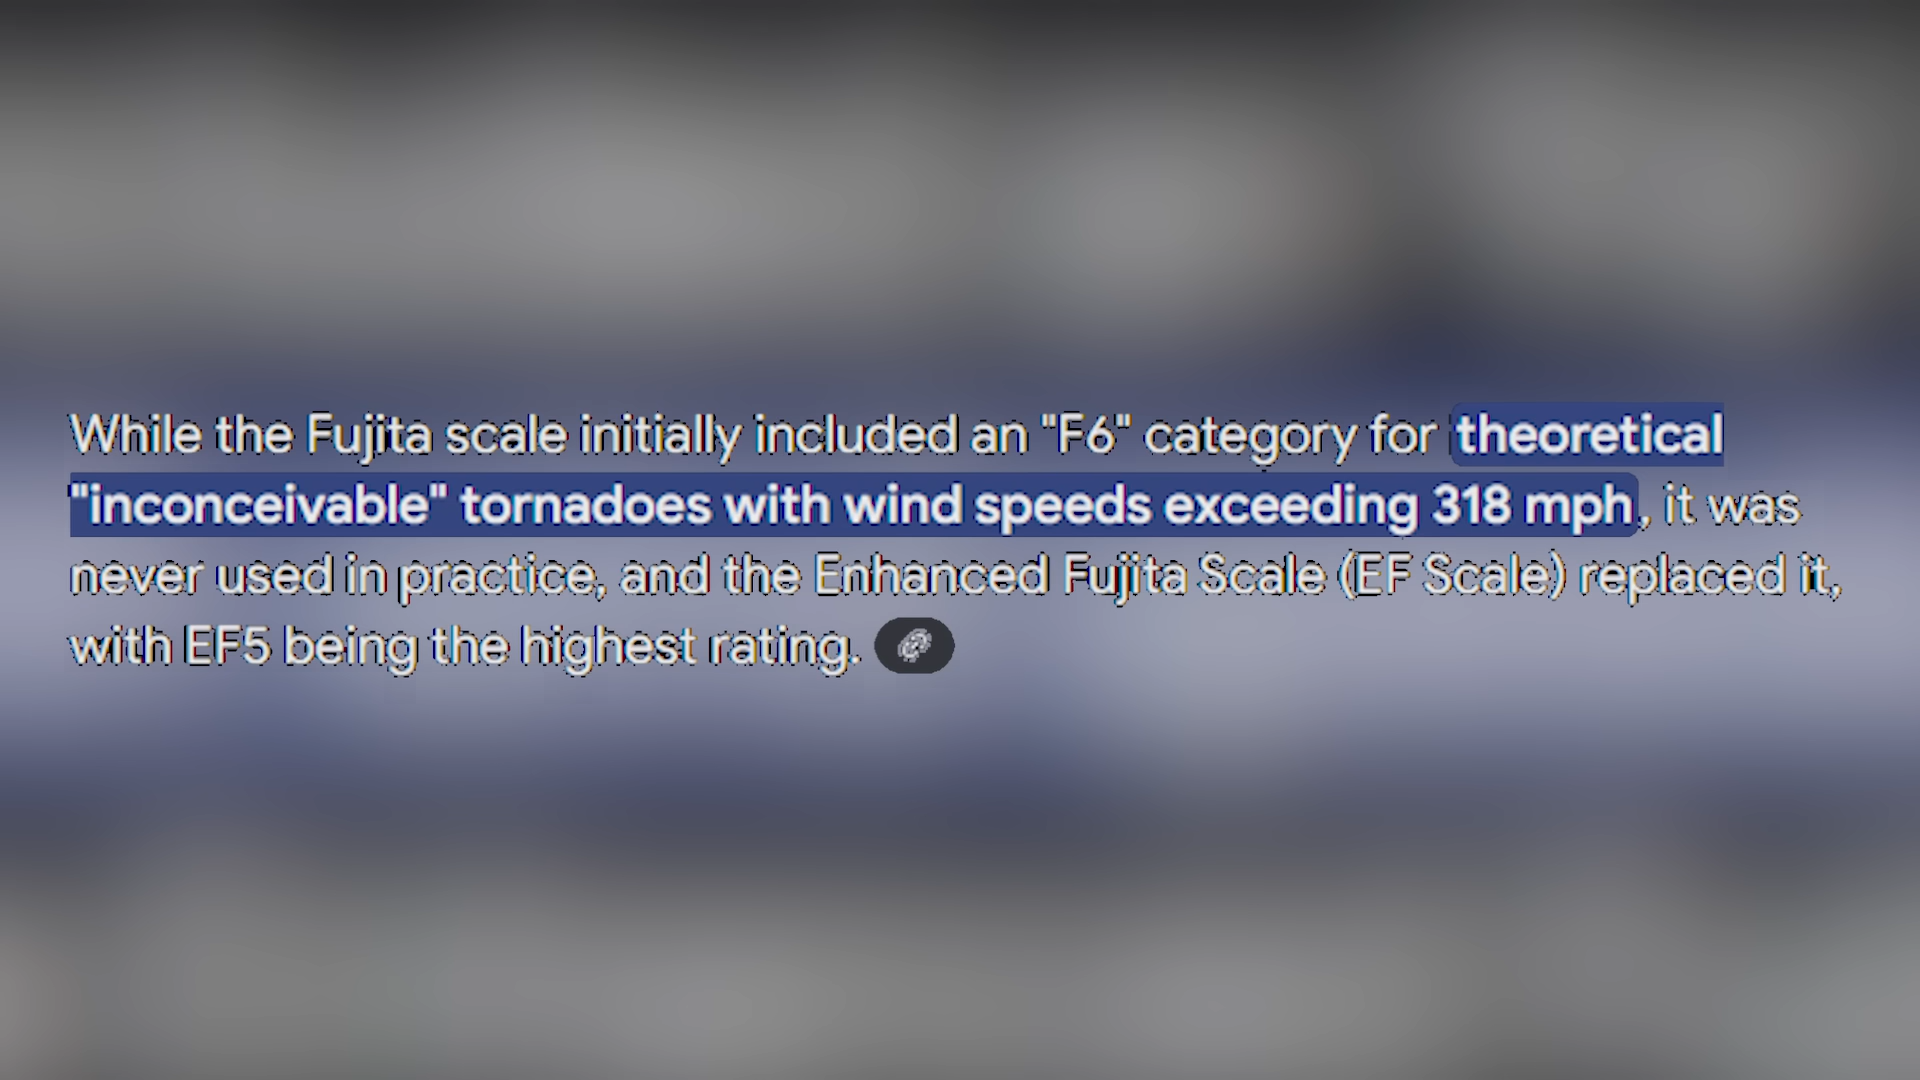 While the Fujita scale initially included an "F6" category for theoretical
"inconceivable" tornadoes with wind speeds exceeding 318 mph, it was
never used in practice, and the Enhanced Fujita Scale (EF Scale) replaced it,
with EF5 being the highest rating.